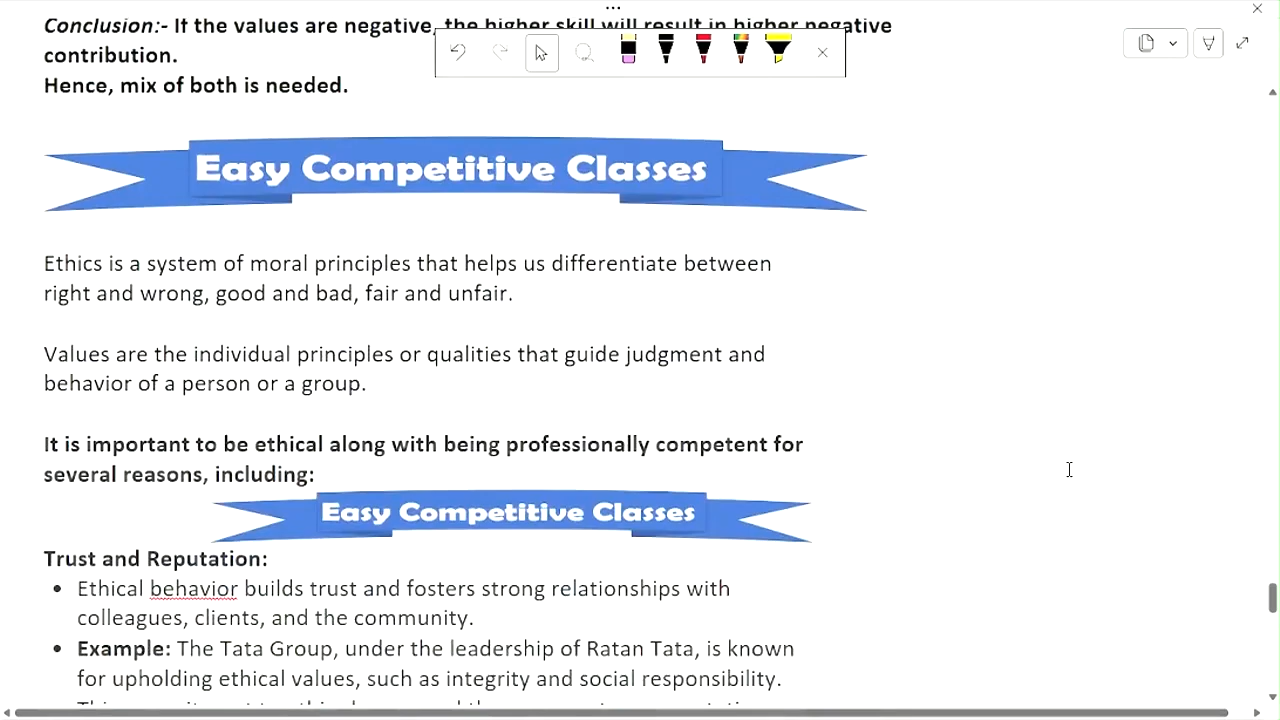 Conclusion:- If the values are negative, the higher skill will result in higher negative
contribution.
Hence, mix of both is needed.
Easy Competitive Classes
Ethics is a system of moral principles that helps us differentiate between
right and wrong, good and bad, fair and unfair.
Values are the individual principles or qualities that guide judgment and
behavior of a person or a group.
It is important to be ethical along with being professionally competent for
several reasons, including:
Easy Competitive Classes
Trust and Reputation:
• Ethical behavior builds trust and fosters strong relationships with
colleagues, clients, and the community.
• Example: The Tata Group, under the leadership of Ratan Tata, is known
for upholding ethical values, such as integrity and social responsibility.